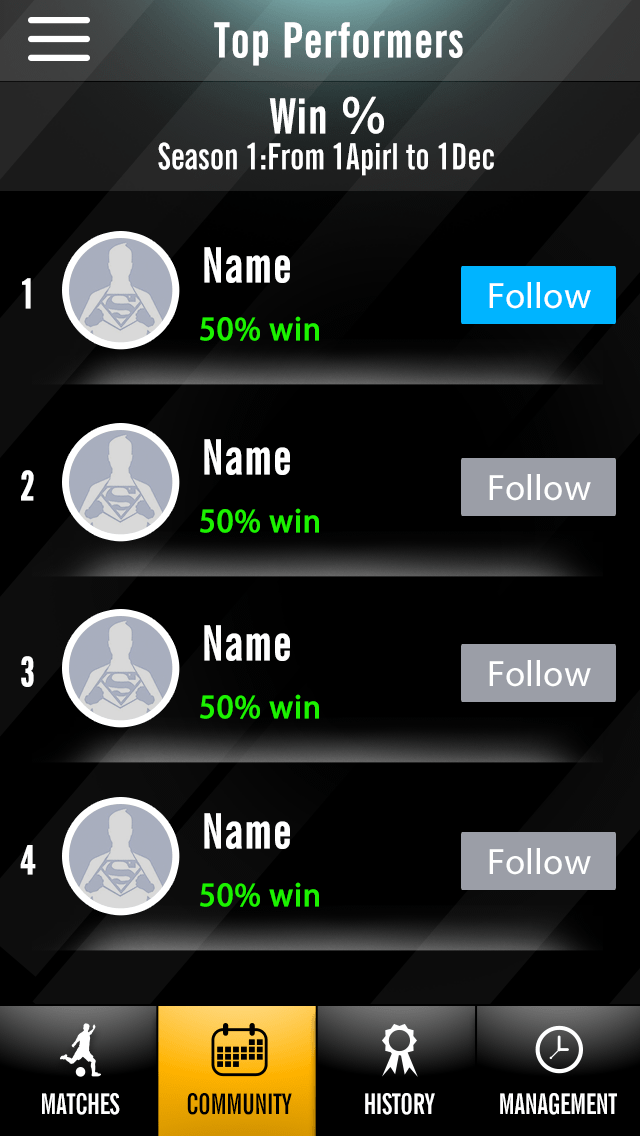 Top Performers
Win %
Season 1:From 1Apirl to 1Dec
1
Name
50% win
Follow
2
Name
50% win
Follow
3
Name
50% win
Follow
4
Name
50% win
Follow
MATCHES
COMMUNITY
HISTORY
MANAGEMENT